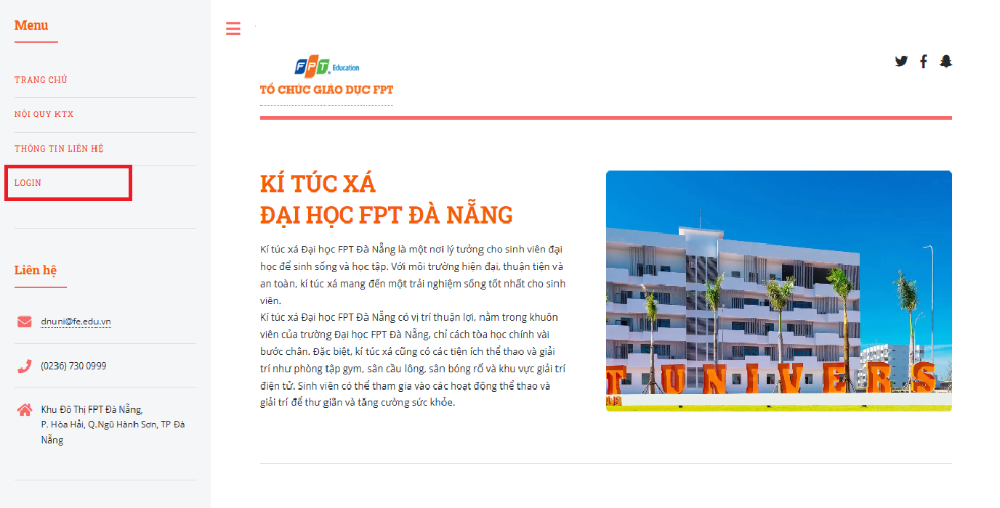 Menu
TRANG CHỦ
NỘI QUY KTX
THÔNG TIN LIÊN HỆ
LOGIN
Liên hệ
dnuni@fe.edu.vn
(0236) 730 0999
Khu Đô Thị FPT Đà Nẵng,
P. Hòa Hải, Q.Ngũ Hành Sơn, TP Đà
Nẵng
FPT Education
TỔ CHỨC GIÁO DỤC FPT
KÍ TÚC XÁ
ĐẠI HỌC FPT ĐÀ NẴNG
Kí túc xá Đại học FPT Đà Nẵng là một nơi lý tưởng cho sinh viên đại
học để sinh sống và học tập. Với môi trường hiện đại, thuận tiện và
an toàn, kí túc xá mang đến một trải nghiệm sống tốt nhất cho sinh
viên.
Kí túc xá Đại học FPT Đà Nẵng có vị trí thuận lợi, nằm trong khuôn
viên của trường Đại học FPT Đà Nẵng, chỉ cách tòa học chính vài
bước chân. Đặc biệt, kí túc xá cũng có các tiện ích thể thao và giải
trí như phòng tập gym, sân cầu lông, sân bóng rổ và khu vực giải trí
điện tử. Sinh viên có thể tham gia vào các hoạt động thể thao và
giải trí để thư giãn và tăng cường sức khỏe.
T UNIVERS
PUS